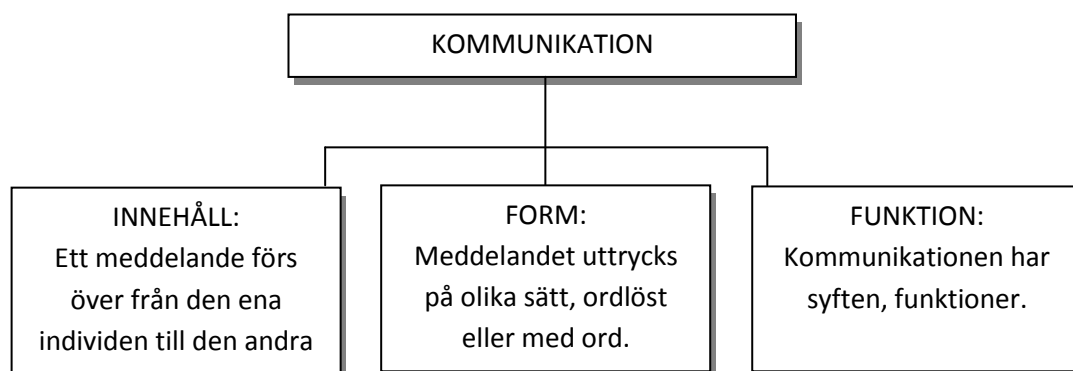 KOMMUNIKATION
INNEHÅLL:
Ett meddelande förs
över från den ena
individen till den andra
FORM:
Meddelandet uttrycks
på olika sätt, ordlöst
eller med ord.
FUNKTION:
Kommunikationen har
syften, funktioner.